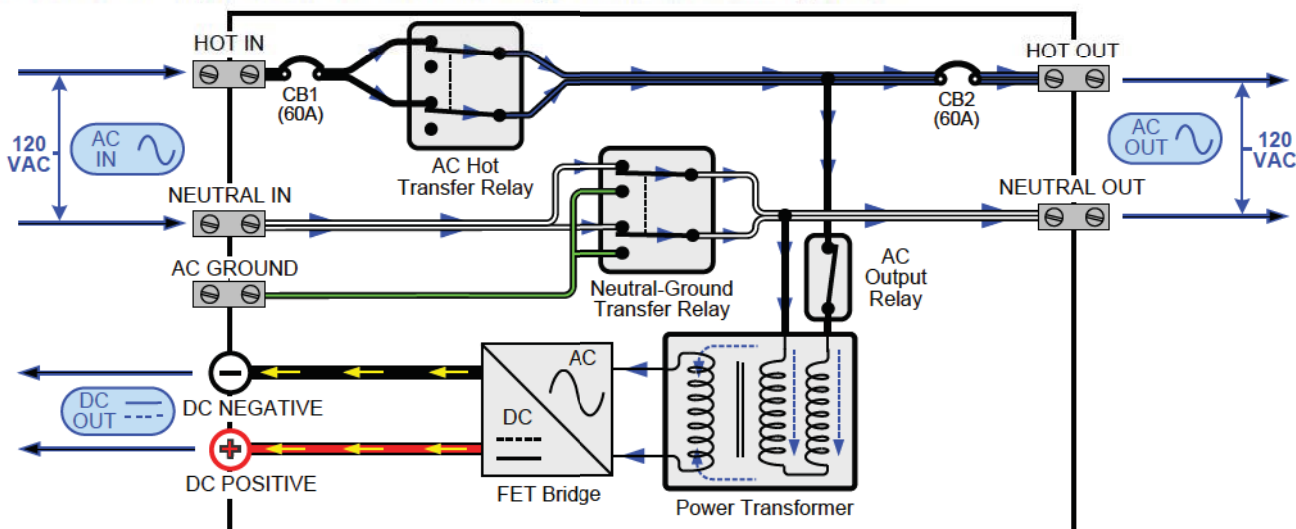 HOT IN
HOT OUT
CB1
(60A)
CB2
(60A)
120
VAC
AC
IN
AC
OUT
120
VAC
AC Hot
Transfer Relay
NEUTRAL IN
NEUTRAL OUT
AC GROUND
Neutral-Ground
Transfer Relay
AC
Output
Relay
DC
OUT
DC NEGATIVE
AC
DC
DC POSITIVE
FET Bridge
Power Transformer